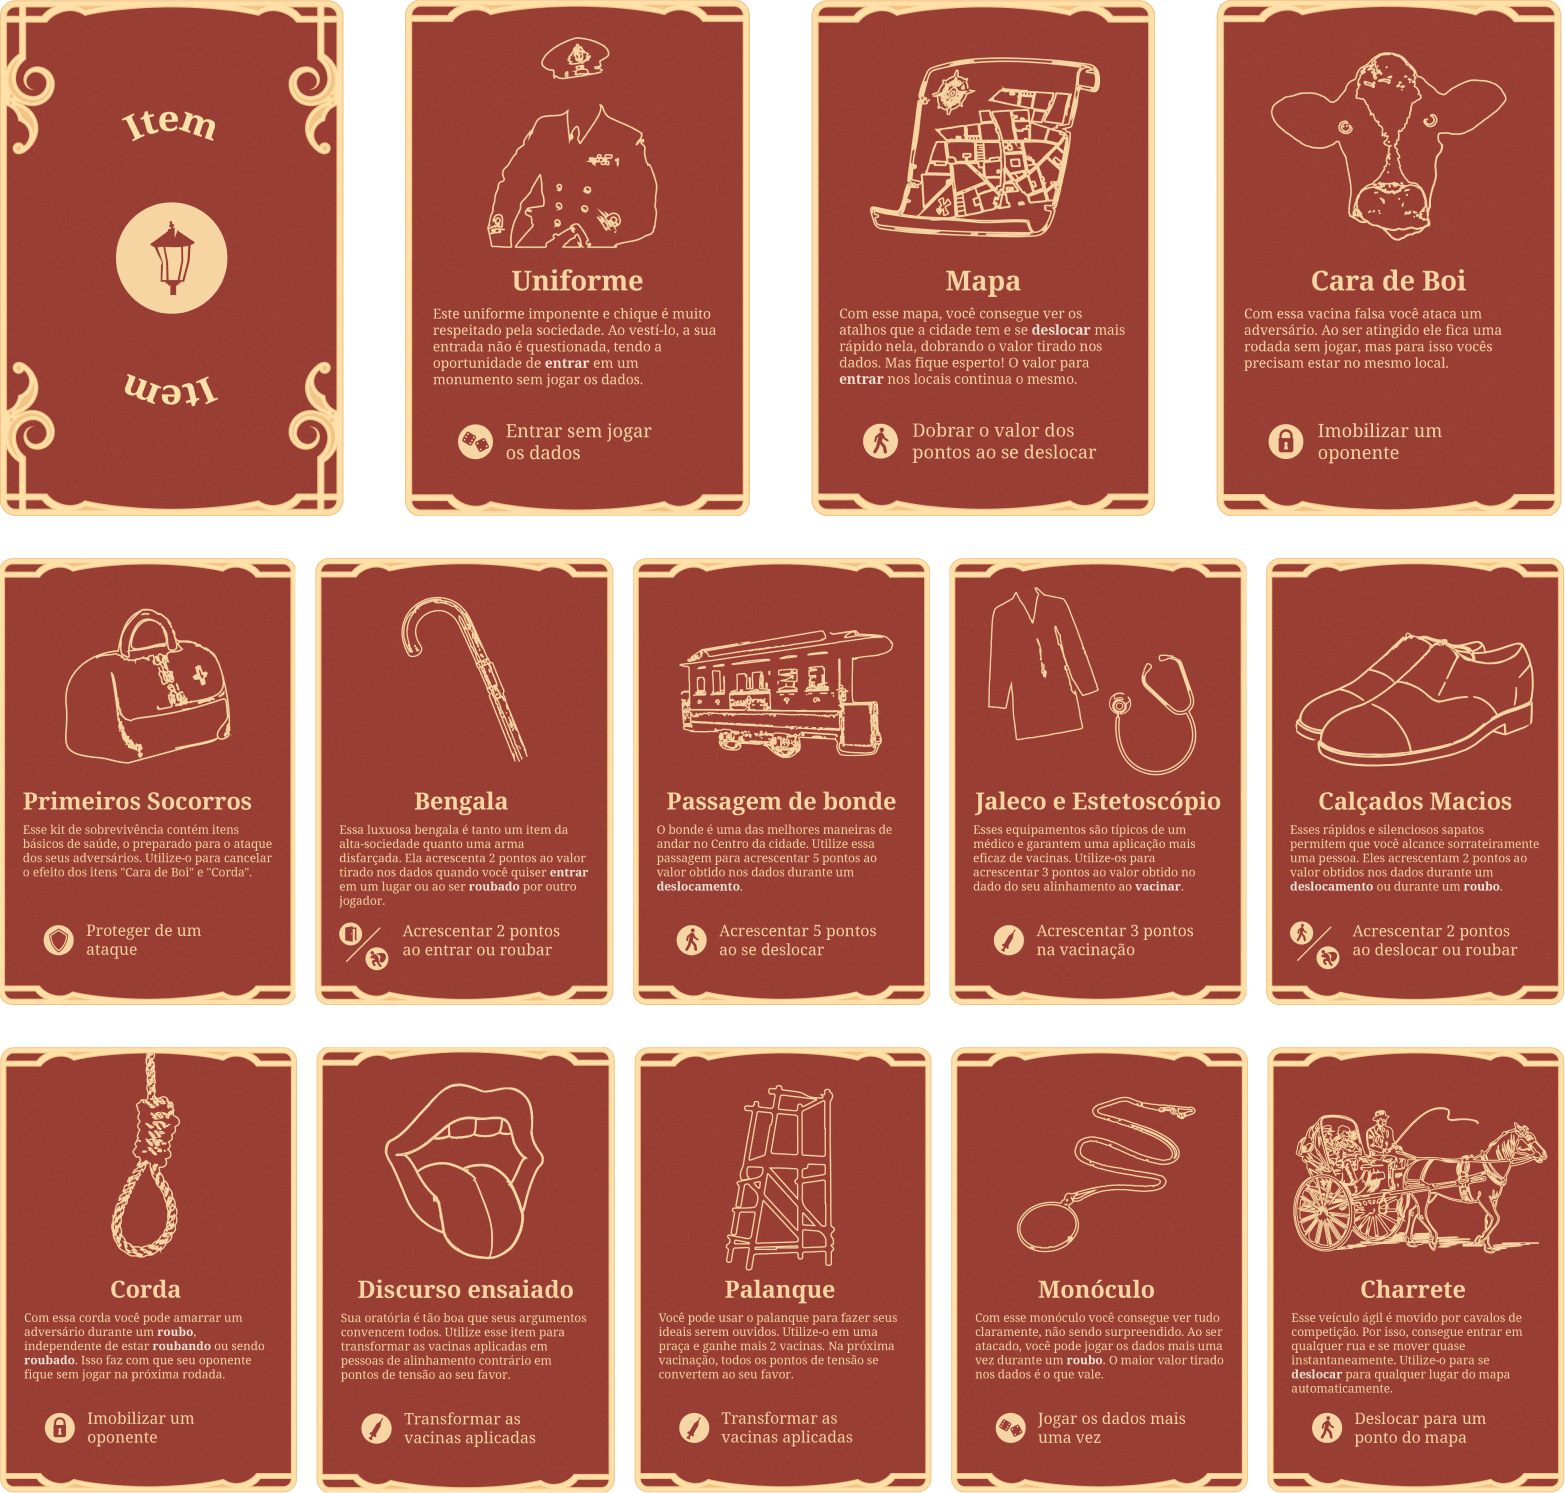 Item
Item
Uniforme
Este uniforme imponente e chique é muito
respeitado pela sociedade. Ao vestí-lo, a sua
entrada não é questionada, tendo a
oportunidade de entrar em um
monumento sem jogar os dados.
Entrar sem jogar
os dados
Mapa
Com esse mapa, você consegue ver os
atalhos que a cidade tem e se deslocar mais
rápido nela, dobrando o valor tirado nos
dados. Mas fique esperto! O valor para
entrar nos locais continua o mesmo.
Dobrar o valor dos
pontos ao se deslocar
Cara de Boi
Com essa vacina falsa você ataca um
adversário. Ao ser atingido ele fica uma
rodada sem jogar, mas para isso vocês
precisam estar no mesmo local.
Imobilizar um
oponente
Primeiros Socorros
Esse kit de sobrevivência contém itens
básicos de saúde, o preparado para o ataque
dos seus adversários. Utilize-o para cancelar
o efeito dos itens "Cara de Boi" e "Corda".
Proteger de um
ataque
Bengala
Essa luxuosa bengala é tanto um item da
alta-sociedade quanto uma arma
disfarçada. Ela acrescenta 2 pontos ao valor
tirado nos dados quando você quiser entrar
em um lugar ou ao ser roubado por outro
jogador.
Acrescentar 2 pontos
ao entrar ou roubar
Passagem de bonde
O bonde é uma das melhores maneiras de
andar no Centro da cidade. Utilize essa
passagem para acrescentar 5 pontos ao
valor obtido nos dados durante um
deslocamento.
Acrescentar 5 pontos
ao se deslocar
Jaleco e Estetoscópio
Esses equipamentos são típicos de um
médico e garantem uma aplicação mais
eficaz de vacinas. Utilize-os para
acrescentar 3 pontos ao valor obtido no
dado do seu alinhamento ao vacinar.
Acrescentar 3 pontos
na vacinação
Calçados Macios
Esses rápidos e silenciosos sapatos
permitem que você alcance sorrateiramente
uma pessoa. Eles acrescentam 2 pontos ao
valor obtidos nos dados durante um
deslocamento ou durante um roubo.
Acrescentar 2 pontos
ao deslocar ou roubar
Corda
Com essa corda você pode amarrar um
adversário durante um roubo,
independente de estar roubando ou sendo
roubado. Isso faz com que seu oponente
fique sem jogar na próxima rodada.
Imobilizar um
oponente
Discurso ensaiado
Sua oratória é tão boa que seus argumentos
convencem todos. Utilize esse item para
transformar as vacinas aplicadas em
pessoas de alinhamento contrário em
pontos de tensão ao seu favor.
Transformar as
vacinas aplicadas
Palanque
Você pode usar o palanque para fazer seus
ideais serem ouvidos. Utilize-o em uma
praça e ganhe mais 2 vacinas. Na próxima
vacinação, todos os pontos de tensão se
convertem ao seu favor.
Transformar as
vacinas aplicadas
Monóculo
Com esse monóculo você consegue ver tudo
claramente, não sendo surpreendido. Ao ser
atacado, você pode jogar os dados mais uma
vez durante um roubo. O maior valor tirado
nos dados é o que vale.
Jogar os dados mais
uma vez
Charrete
Esse veículo ágil é movido por cavalos de
competição. Por isso, consegue entrar em
qualquer rua e se mover quase
instantaneamente. Utilize-o para se
deslocar para qualquer lugar do mapa
automaticamente.
Deslocar para um
ponto do mapa